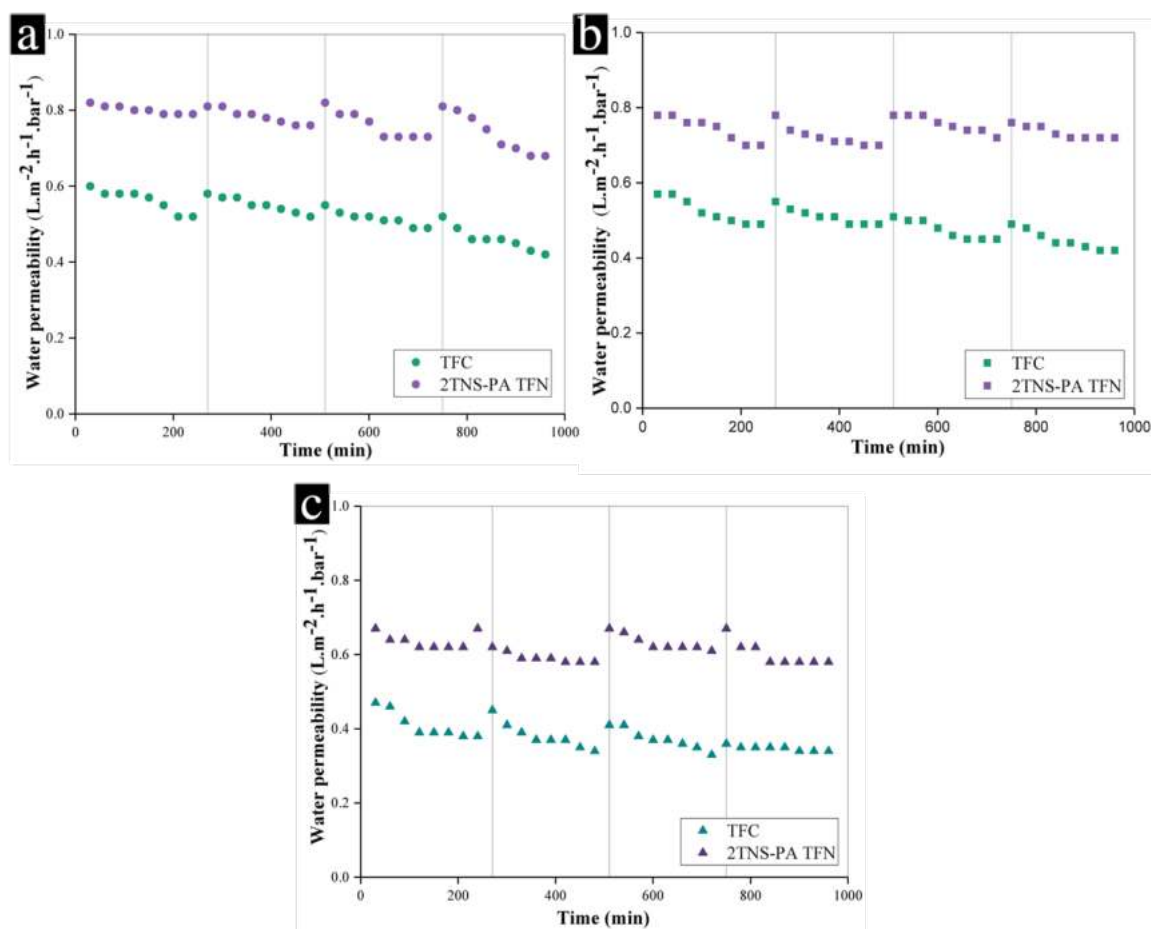 a
Water permeability (L.m⁻².h⁻¹.bar⁻¹)
1.0
0.8
0.6
0.4
0.2
0.0
0 200 400 600 800 1000
Time (min)
TFC
2TNS-PA TFN
b
Water permeability (L.m⁻².h⁻¹.bar⁻¹)
1.0
0.8
0.6
0.4
0.2
0.0
0 200 400 600 800 1000
Time (min)
TFC
2TNS-PA TFN
c
Water permeability (L.m⁻².h⁻¹.bar⁻¹)
1.0
0.8
0.6
0.4
0.2
0.0
0 200 400 600 800 1000
Time (min)
TFC
2TNS-PA TFN